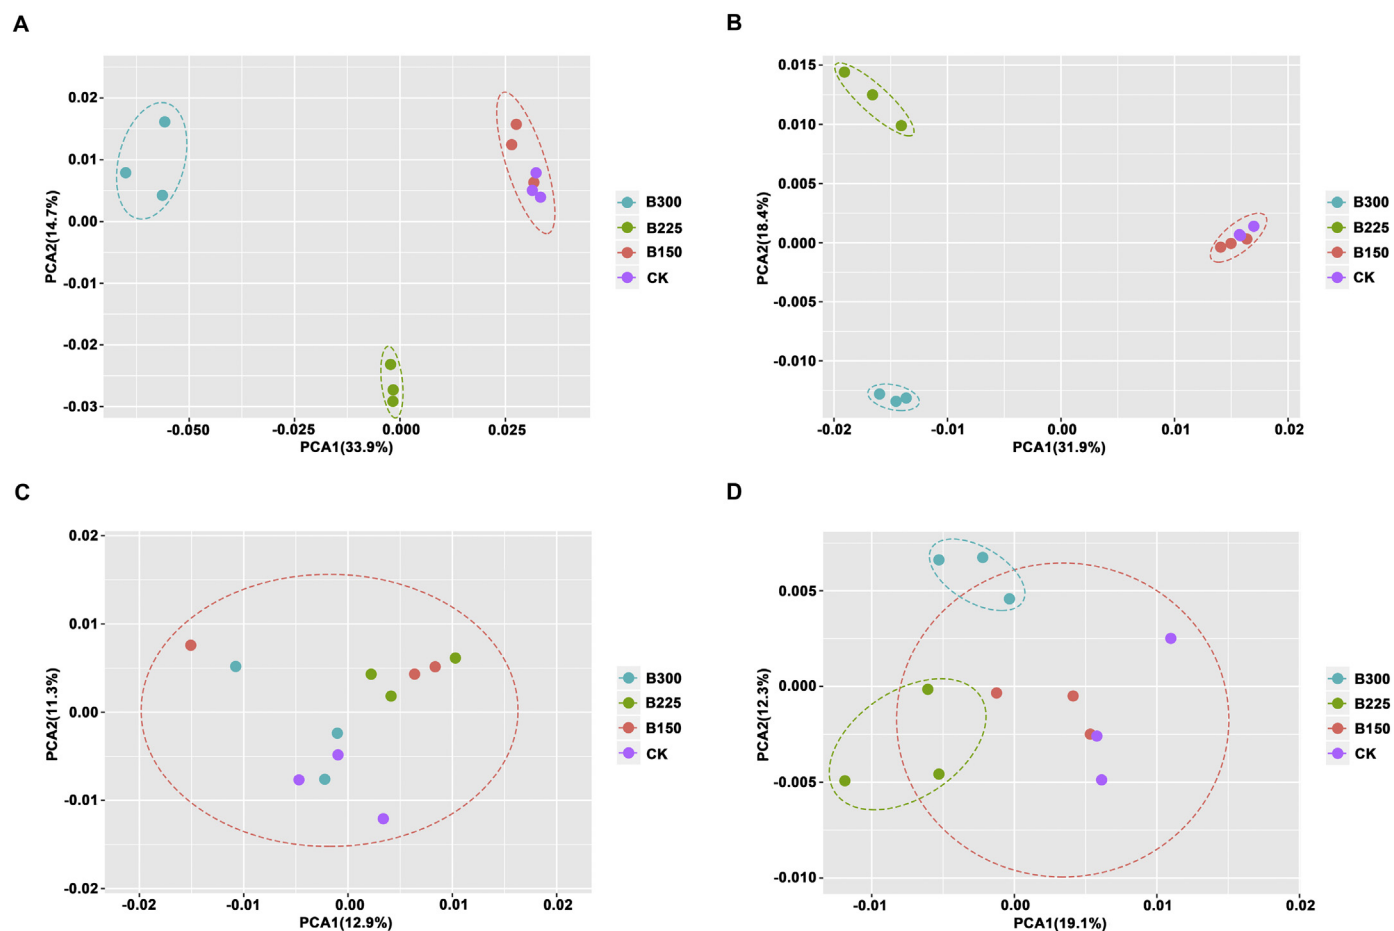 A
0.02
0.01
0.00
-0.01
-0.02
-0.03
PCA2(14.7%)
-0.050
-0.025
0.000
0.025
PCA1(33.9%)
B300
B225
B150
CK
B
0.015
0.010
0.005
0.000
-0.005
-0.010
PCA2(18.4%)
-0.02
-0.01
0.00
0.01
0.02
PCA1(31.9%)
B300
B225
B150
CK
C
0.02
0.01
0.00
-0.01
-0.02
PCA2(11.3%)
-0.02
-0.01
0.00
0.01
0.02
PCA1(12.9%)
B300
B225
B150
CK
D
0.005
0.000
-0.005
-0.010
PCA2(12.3%)
-0.01
0.00
0.01
0.02
PCA1(19.1%)
B300
B225
B150
CK